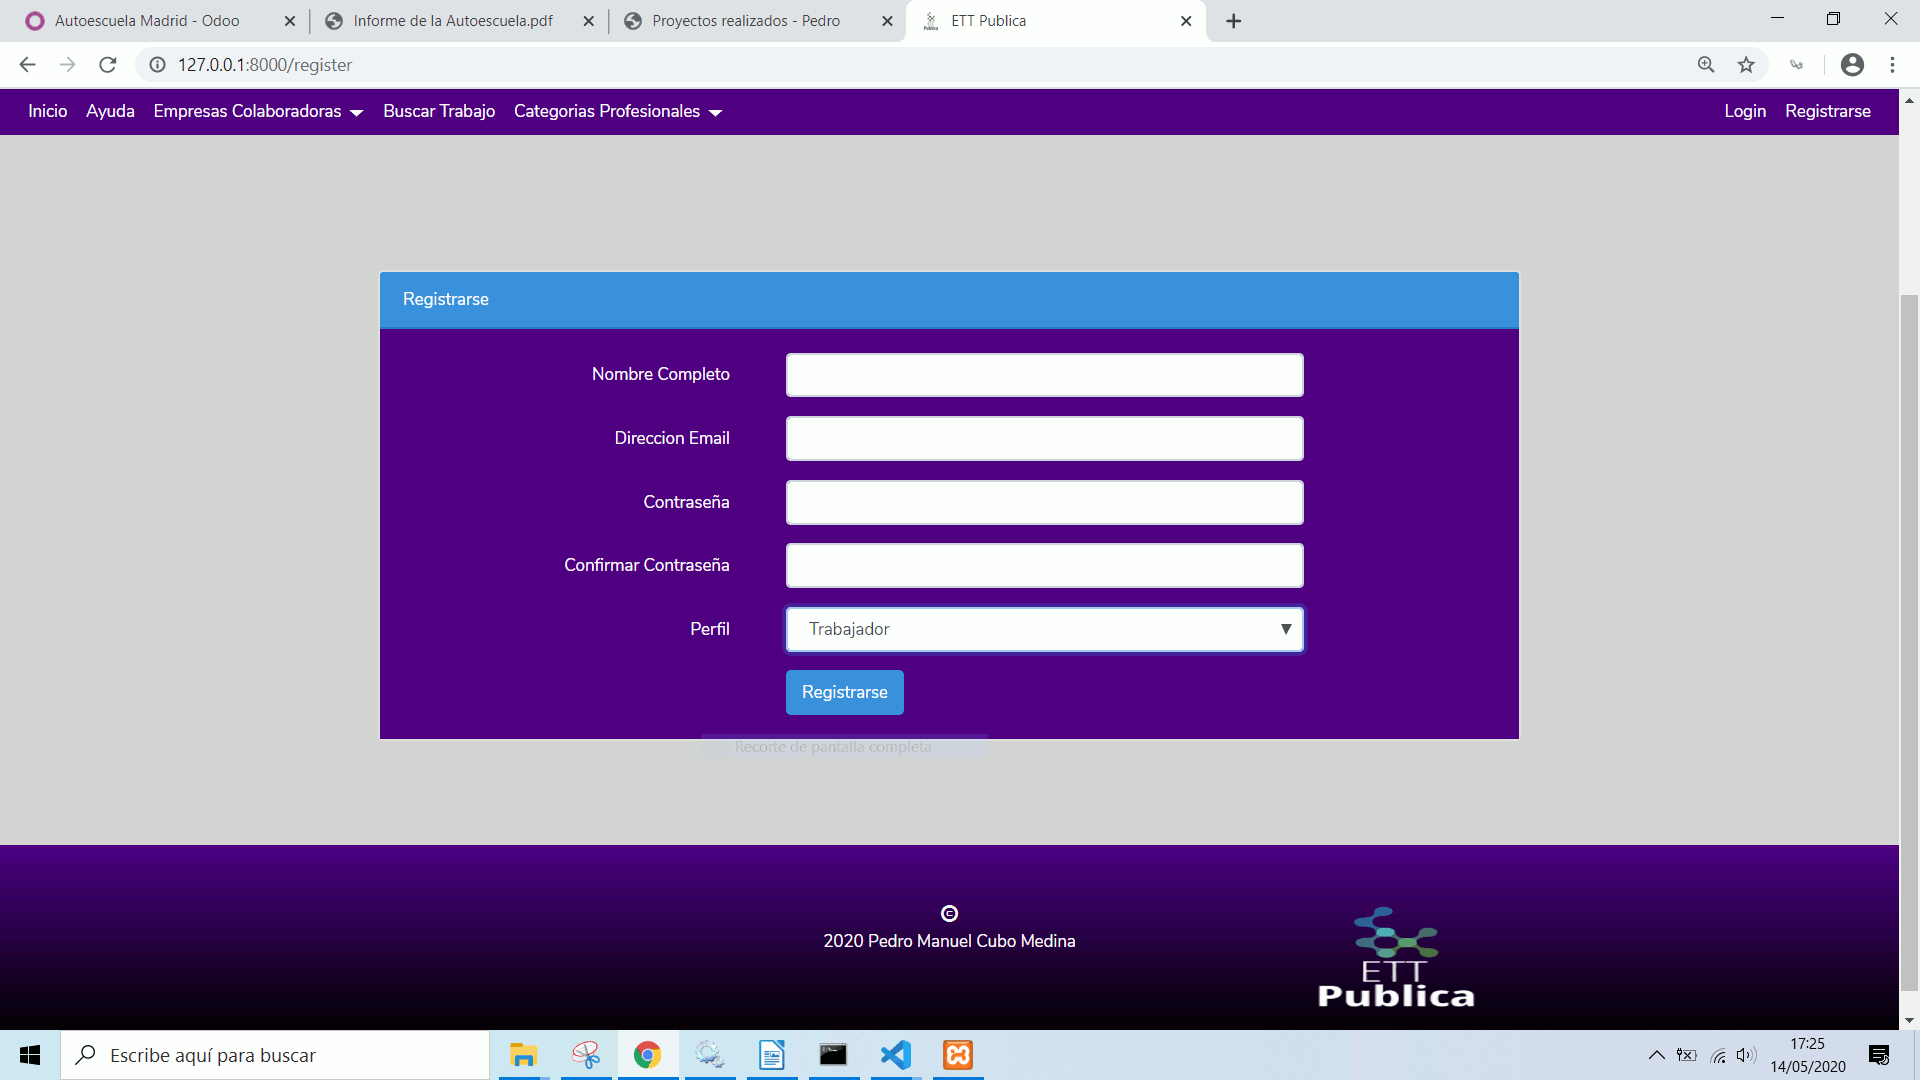 Autoescuela Madrid - Odoo
Informe de la Autoescuela.pdf
Proyectos realizados - Pedro
ETT Publica
127.0.0.1:8000/register
Inicio Ayuda Empresas Colaboradoras Buscar Trabajo Categorias Profesionales Login Registrarse
Registrarse
Nombre Completo
Direccion Email
Contraseña
Confirmar Contraseña
Perfil Trabajador
Registrarse
Recorte de pantalla completa
©
2020 Pedro Manuel Cubo Medina
ETT
Publica
Escribe aquí para buscar
17:25
14/05/2020